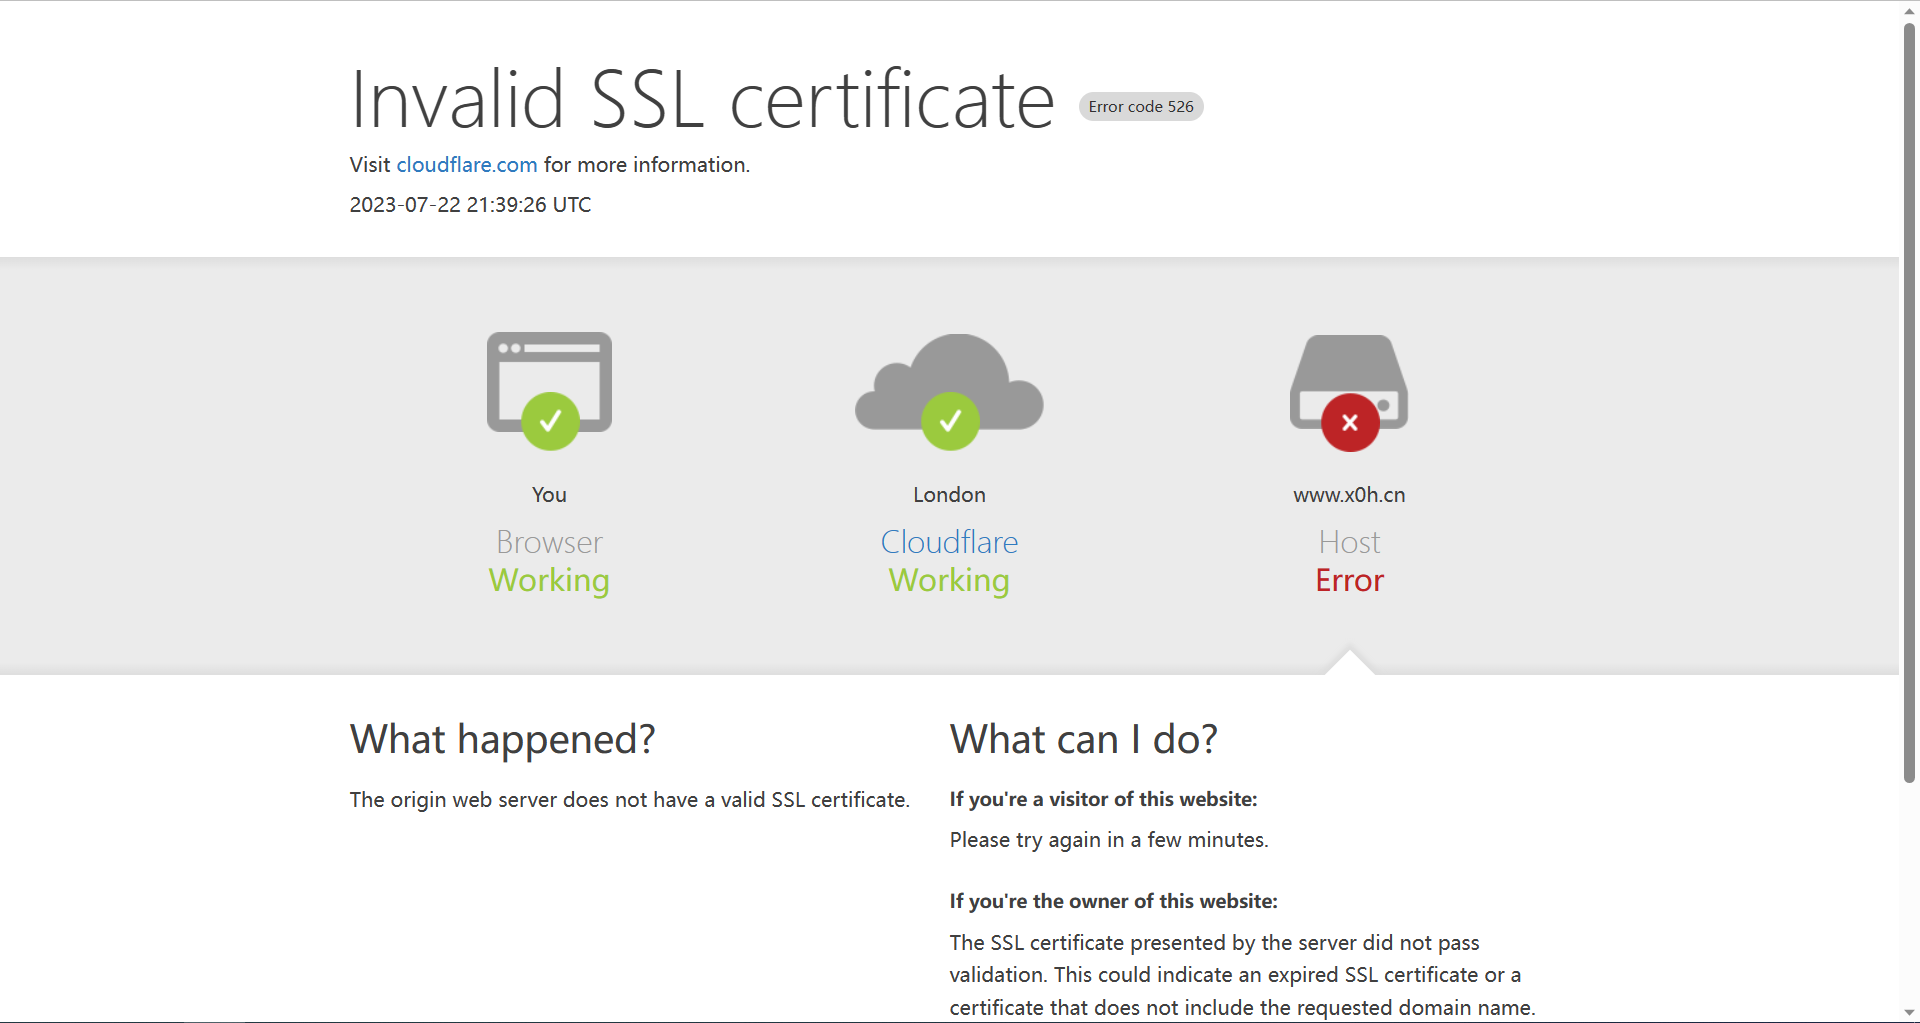 Invalid SSL certificate Error code 526
Visit cloudflare.com for more information.
2023-07-22 21:39:26 UTC
You
Browser
Working
London
Cloudflare
Working
www.x0h.cn
Host
Error
What happened?
The origin web server does not have a valid SSL certificate.
What can I do?
If you're a visitor of this website:
Please try again in a few minutes.
If you're the owner of this website:
The SSL certificate presented by the server did not pass
validation. This could indicate an expired SSL certificate or a
certificate that does not include the requested domain name.